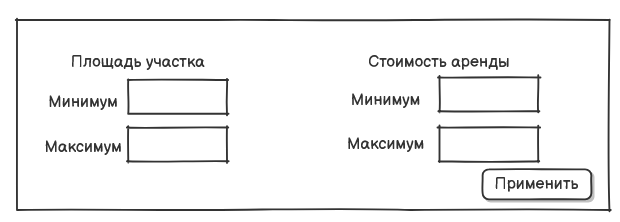 Площадь участка
Минимум
Максимум
Стоимость аренды
Минимум
Максимум
Применить